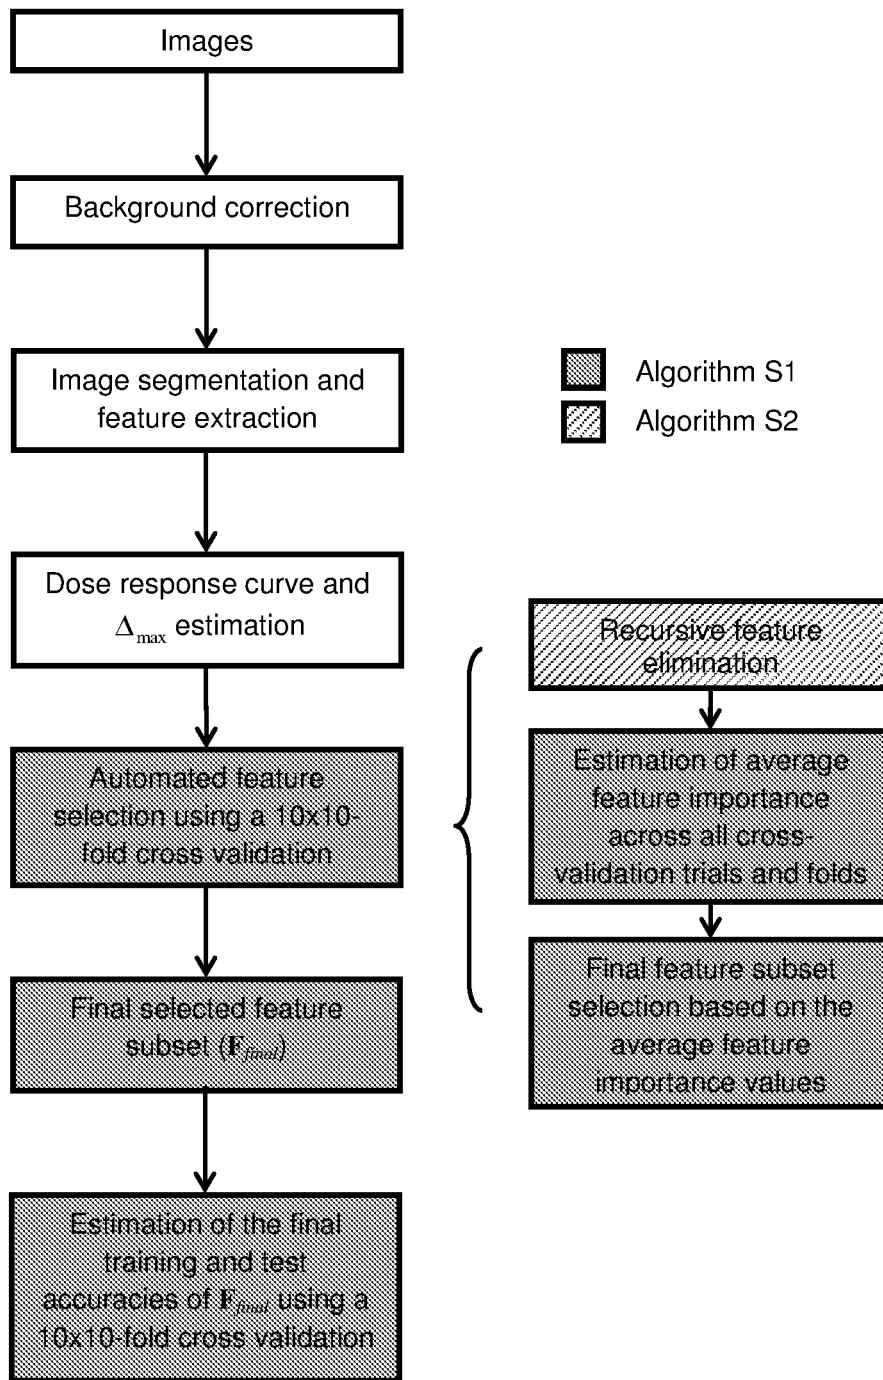 Images
Background correction
Image segmentation and
feature extraction
Dose response curve and
Δmax estimation
Automated feature
selection using a 10x10-
fold cross validation
Final selected feature
subset (Ffinal)
Estimation of the final
training and test
accuracies of Ffinal using a
10x10-fold cross validation
Algorithm S1
Algorithm S2
Recursive feature
elimination
Estimation of average
feature importance
across all cross-
validation trials and folds
Final feature subset
selection based on the
average feature
importance values